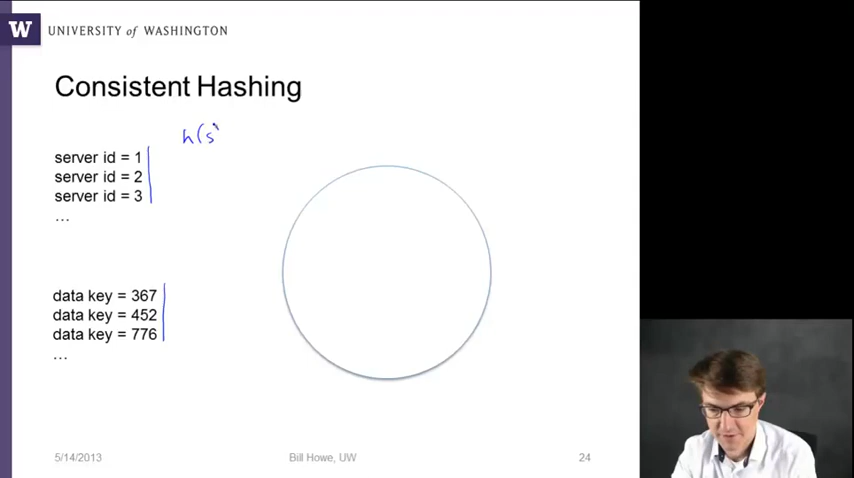 W UNIVERSITY of WASHINGTON
Consistent Hashing
h(s)
server id = 1
server id = 2
server id = 3
...
data key = 367
data key = 452
data key = 776
...
5/14/2013 Bill Howe, UW 24